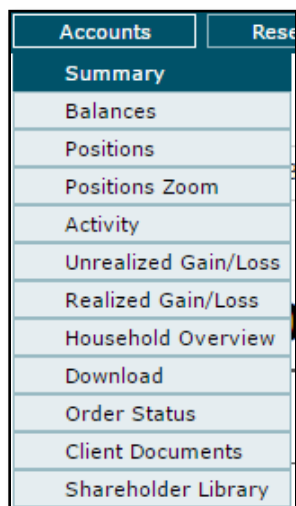 Accounts Rese
Summary
Balances
Positions
Positions Zoom
Activity
Unrealized Gain/Loss
Realized Gain/Loss
Household Overview
Download
Order Status
Client Documents
Shareholder Library